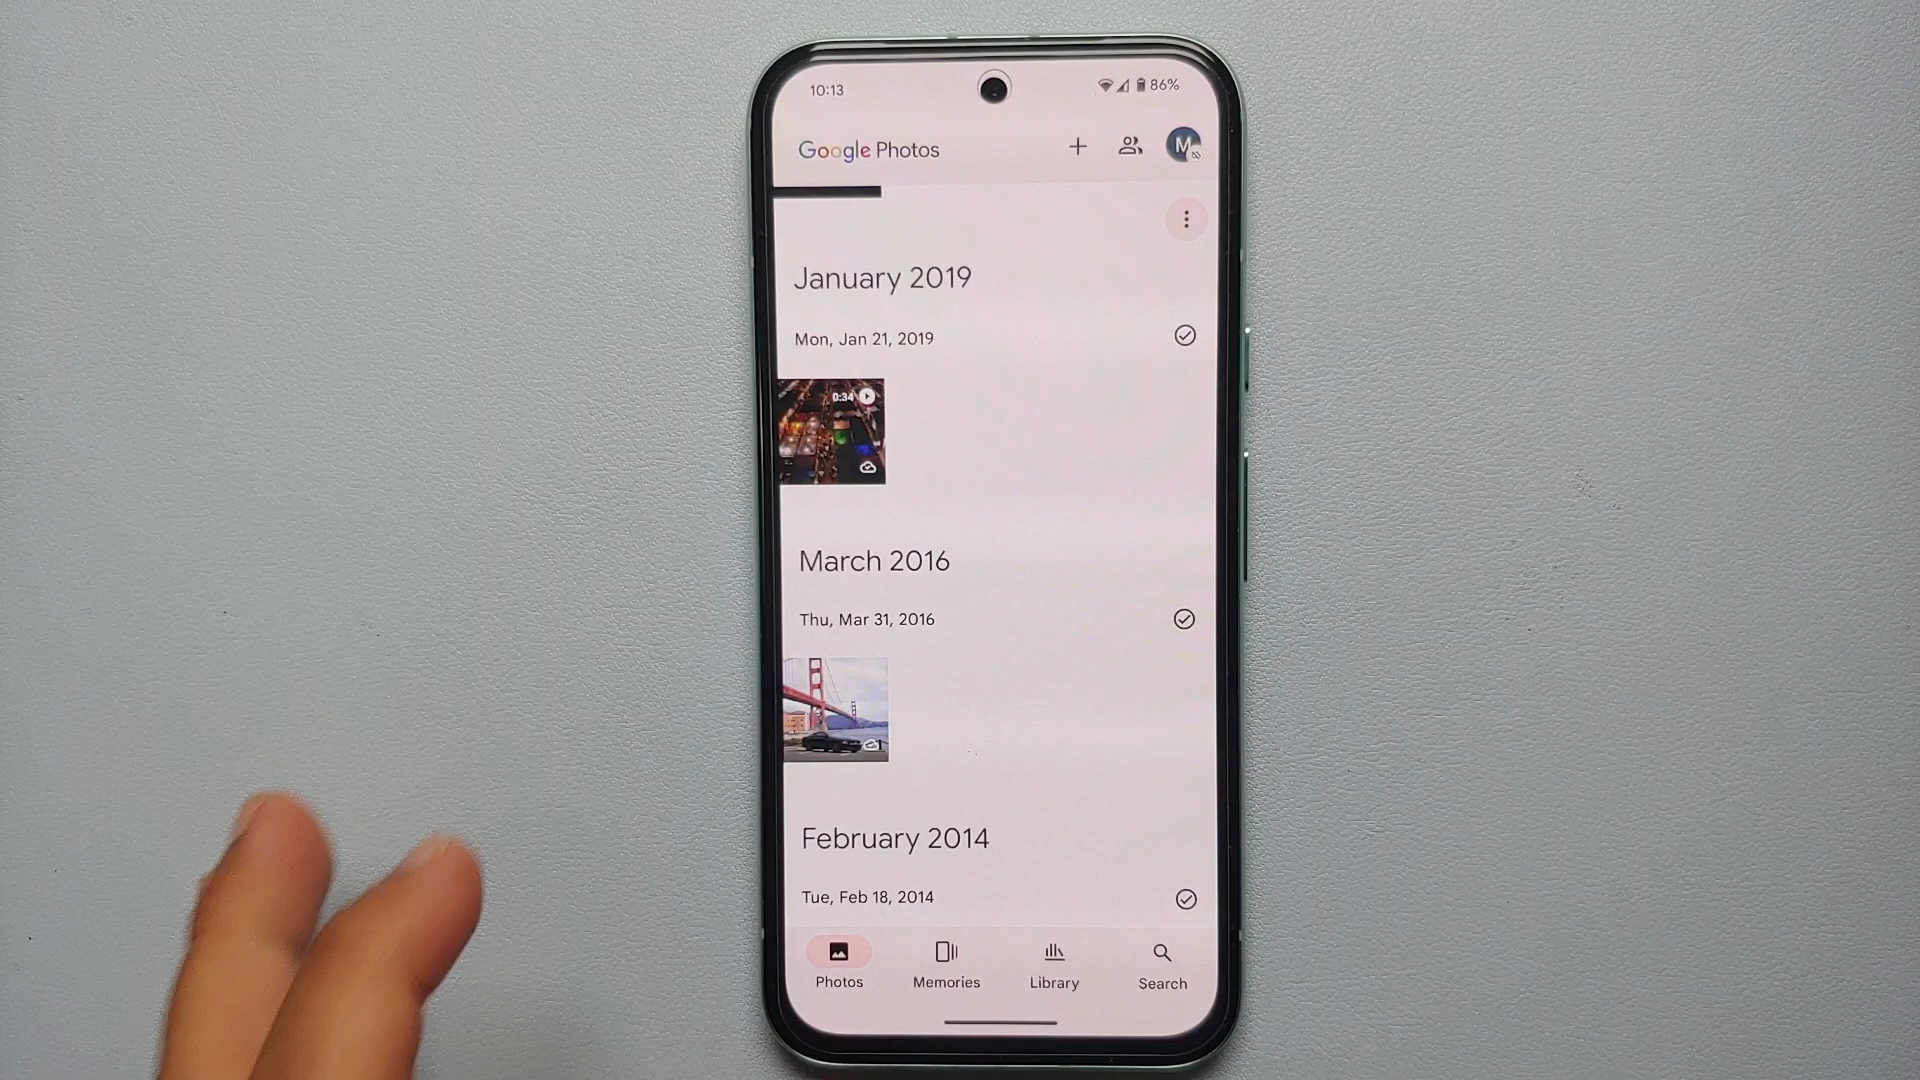 10:13
86%
Google Photos
M
January 2019
Mon, Jan 21, 2019
0:34
March 2016
Thu, Mar 31, 2016
February 2014
Tue, Feb 18, 2014
Photos
Memories
Library
Search